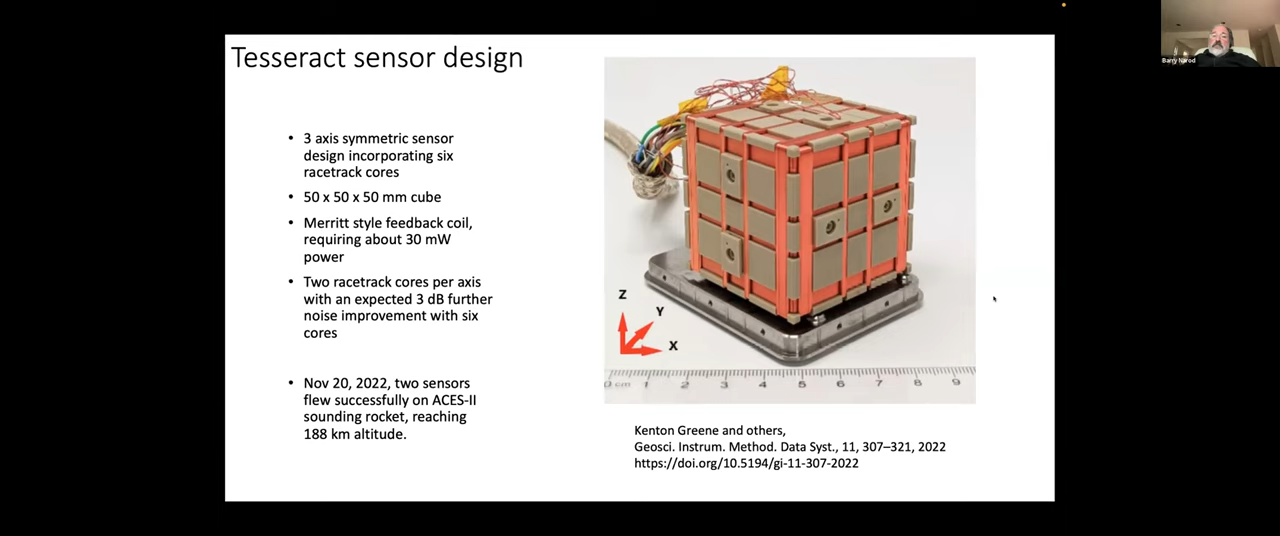 Barry Narod
Tesseract sensor design
• 3 axis symmetric sensor
design incorporating six
racetrack cores
• 50 x 50 x 50 mm cube
• Merritt style feedback coil,
requiring about 30 mW
power
• Two racetrack cores per axis
with an expected 3 dB further
noise improvement with six
cores
• Nov 20, 2022, two sensors
flew successfully on ACES-II
sounding rocket, reaching
188 km altitude.
Z
Y
X
0 cm 1 2 3 4 5 6 7 8 9
Kenton Greene and others,
Geosci. Instrum. Method. Data Syst., 11, 307–321, 2022
https://doi.org/10.5194/gi-11-307-2022